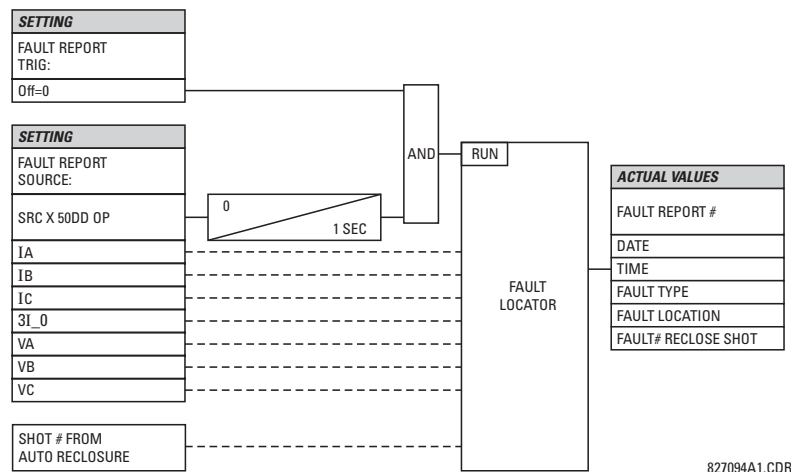 SETTING
FAULT REPORT
TRIG:
Off=0
SETTING
FAULT REPORT
SOURCE:
SRC X 50DD OP
IA
IB
IC
3I_0
VA
VB
VC
SHOT # FROM
AUTO RECLOSURE
0
1 SEC
AND
RUN
FAULT
LOCATOR
ACTUAL VALUES
FAULT REPORT #
DATE
TIME
FAULT TYPE
FAULT LOCATION
FAULT# RECLOSE SHOT
827094A1.CDR